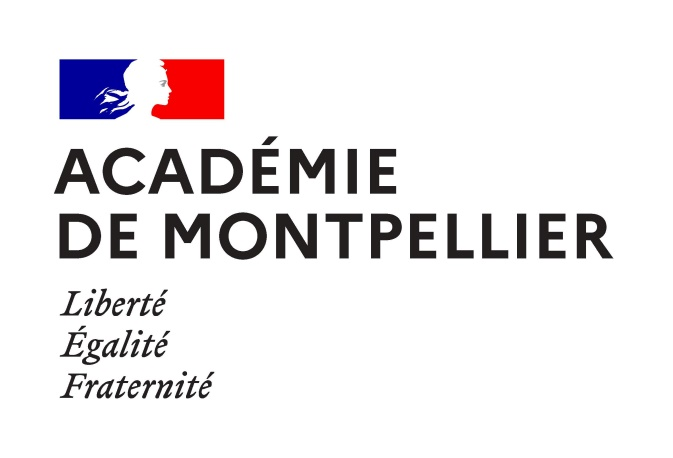 ACADÉMIE
DE MONTPELLIER
Liberté
Égalité
Fraternité